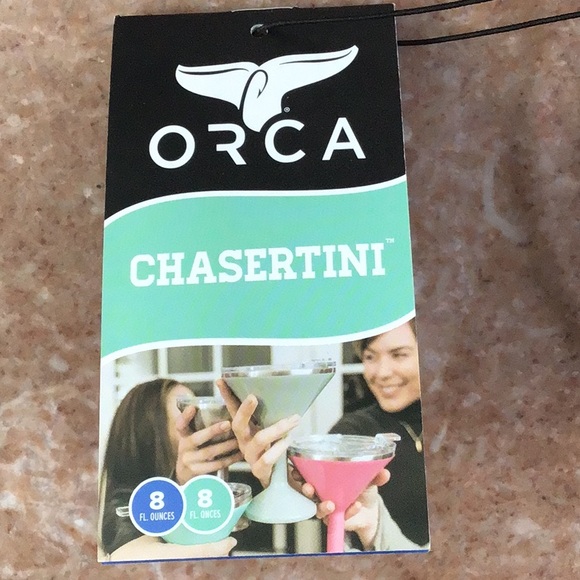 ®
ORCA
CHASERTINI™
8
FL. OUNCES
8
FL. ONCES